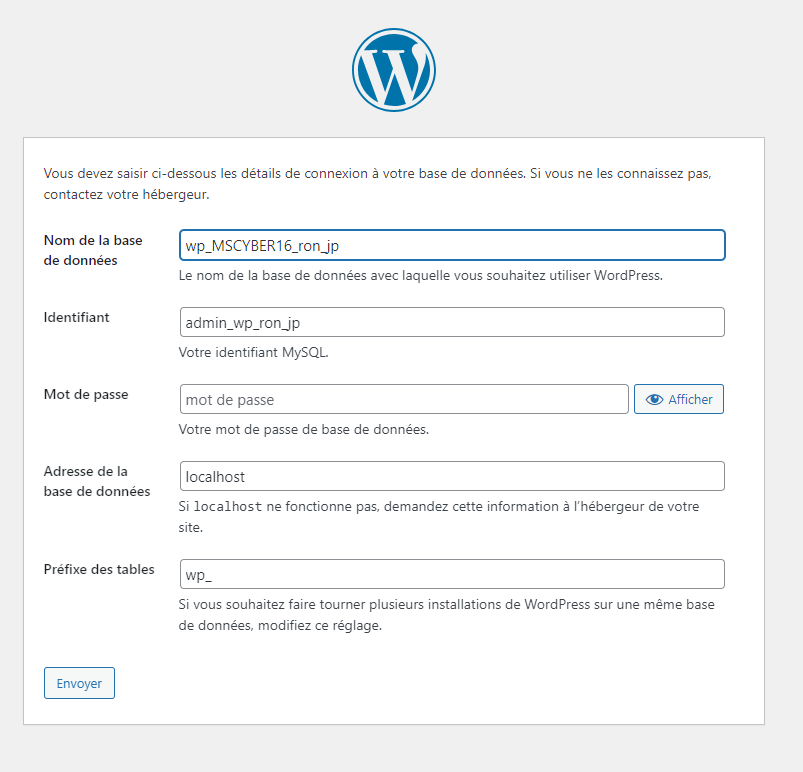 Vous devez saisir ci-dessous les détails de connexion à votre base de données. Si vous ne les connaissez pas,
contactez votre hébergeur.
Nom de la base
de données
wp_MSCYBER16_ron_jp
Le nom de la base de données avec laquelle vous souhaitez utiliser WordPress.
Identifiant
admin_wp_ron_jp
Votre identifiant MySQL.
Mot de passe
mot de passe
Afficher
Votre mot de passe de base de données.
Adresse de la
base de données
localhost
Si localhost ne fonctionne pas, demandez cette information à l’hébergeur de votre
site.
Préfixe des tables
wp_
Si vous souhaitez faire tourner plusieurs installations de WordPress sur une même base
de données, modifiez ce réglage.
Envoyer